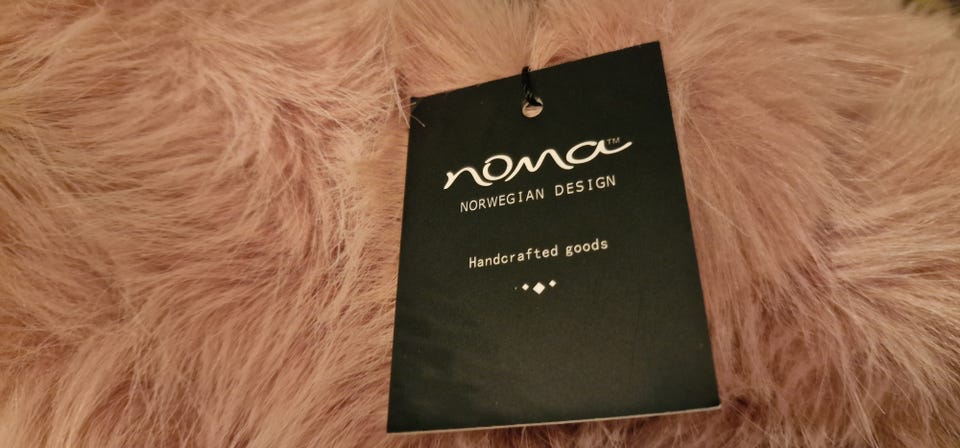 noma™
NORWEGIAN DESIGN
Handcrafted goods